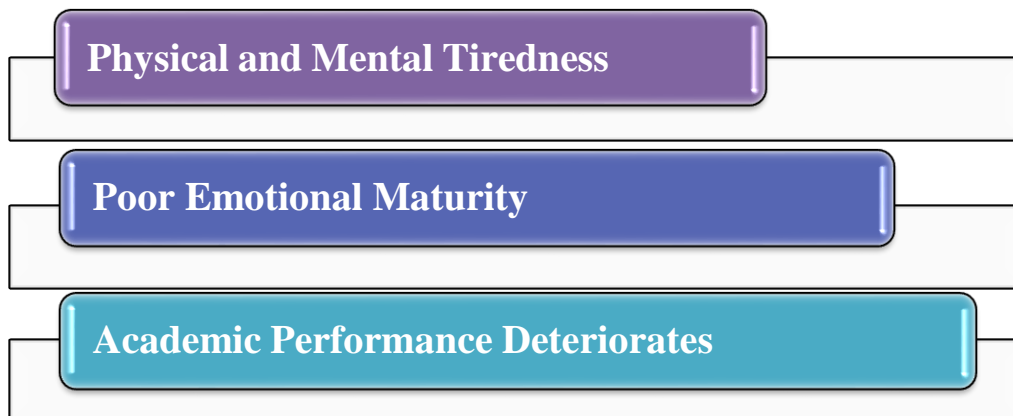 Physical and Mental Tiredness
Poor Emotional Maturity
Academic Performance Deteriorates